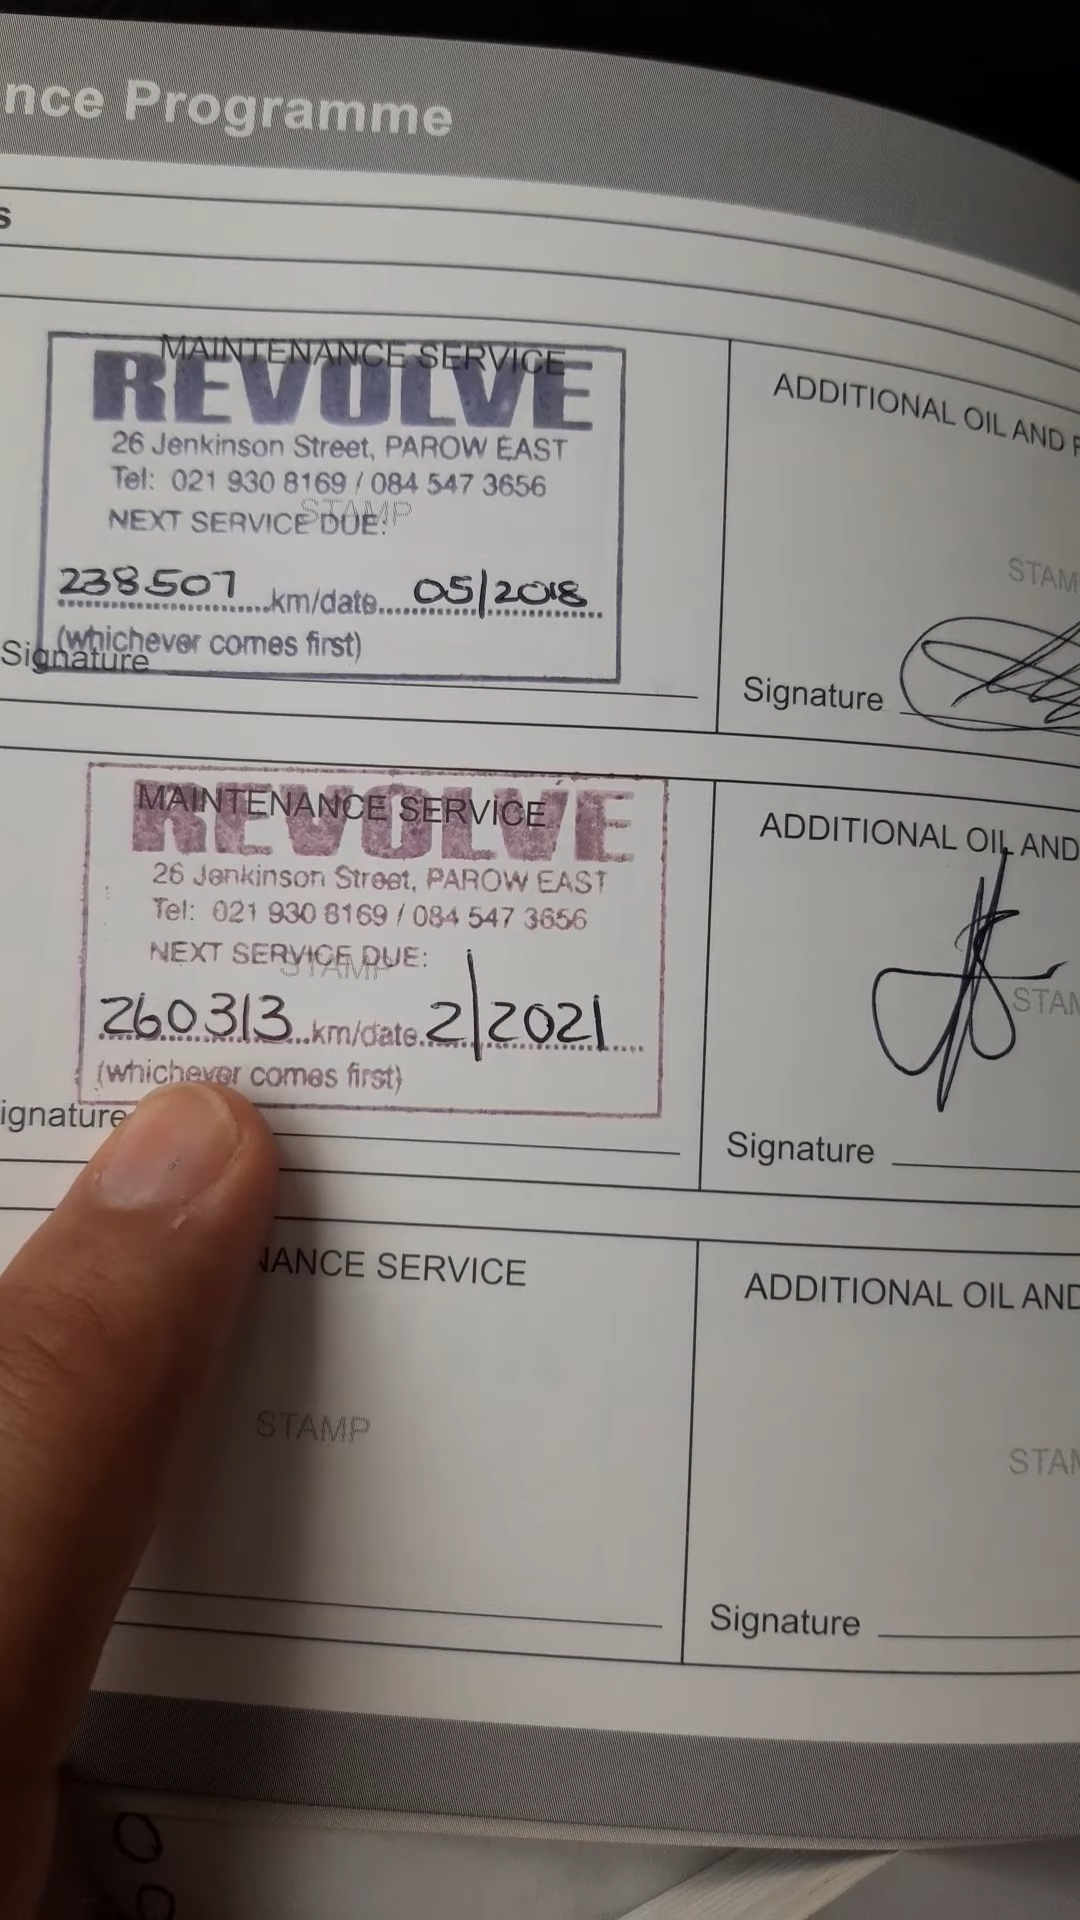 nce Programme
s
MAINTENANCE SERVICE
REVOLVE
26 Jenkinson Street, PAROW EAST
Tel: 021 930 8169 / 084 547 3656
STAMP
NEXT SERVICE DUE:
238507 km/date 05/2018
(whichever comes first)
Signature
ADDITIONAL OIL AND F
STAM
Signature
MAINTENANCE SERVICE
REVOLVE
26 Jenkinson Street, PAROW EAST
Tel: 021 930 8169 / 084 547 3656
NEXT SERVICE DUE:
STAMP
260313 km/date 2/2021
(whichever comes first)
ignature
ADDITIONAL OIL AND
STAM
Signature
NANCE SERVICE
STAMP
ADDITIONAL OIL AND
STAM
Signature